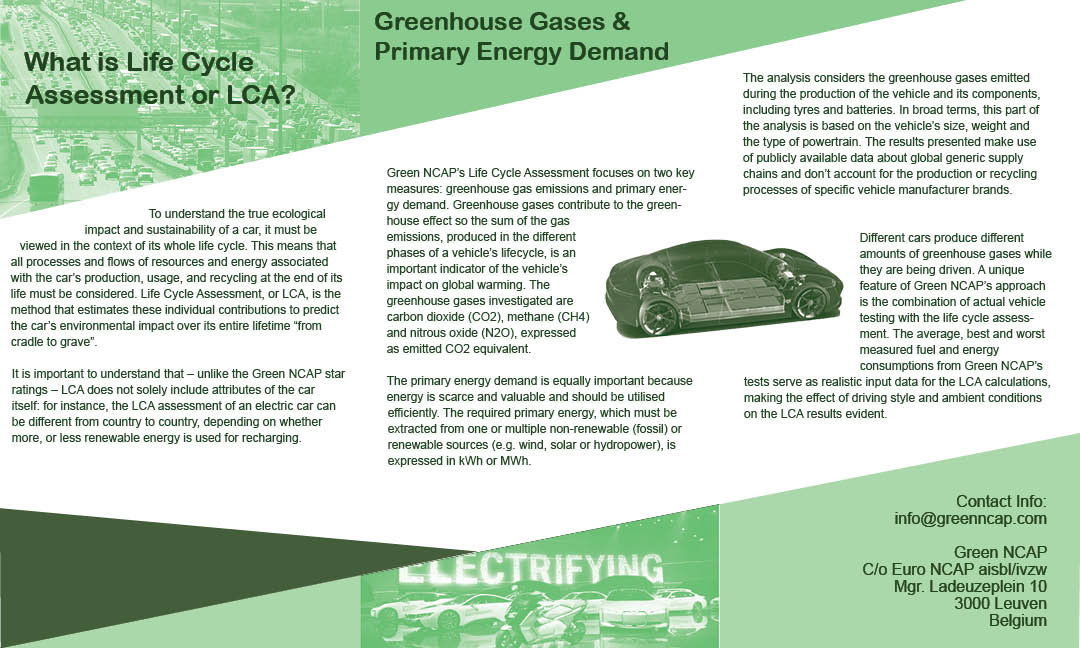 What is Life Cycle
Assessment or LCA?
To understand the true ecological
impact and sustainability of a car, it must be
viewed in the context of its whole life cycle. This means that
all processes and flows of resources and energy associated
with the car’s production, usage, and recycling at the end of its
life must be considered. Life Cycle Assessment, or LCA, is the
method that estimates these individual contributions to predict
the car’s environmental impact over its entire lifetime “from
cradle to grave”.
It is important to understand that – unlike the Green NCAP star
ratings – LCA does not solely include attributes of the car
itself: for instance, the LCA assessment of an electric car can
be different from country to country, depending on whether
more, or less renewable energy is used for recharging.
Greenhouse Gases &
Primary Energy Demand
Green NCAP’s Life Cycle Assessment focuses on two key
measures: greenhouse gas emissions and primary ener-
gy demand. Greenhouse gases contribute to the green-
house effect so the sum of the gas
emissions, produced in the different
phases of a vehicle’s lifecycle, is an
important indicator of the vehicle’s
impact on global warming. The
greenhouse gases investigated are
carbon dioxide (CO2), methane (CH4)
and nitrous oxide (N2O), expressed
as emitted CO2 equivalent.
The primary energy demand is equally important because
energy is scarce and valuable and should be utilised
efficiently. The required primary energy, which must be
extracted from one or multiple non-renewable (fossil) or
renewable sources (e.g. wind, solar or hydropower), is
expressed in kWh or MWh.
ELECTRIFYING
The analysis considers the greenhouse gases emitted
during the production of the vehicle and its components,
including tyres and batteries. In broad terms, this part of
the analysis is based on the vehicle’s size, weight and
the type of powertrain. The results presented make use
of publicly available data about global generic supply
chains and don’t account for the production or recycling
processes of specific vehicle manufacturer brands.
Different cars produce different
amounts of greenhouse gases while
they are being driven. A unique
feature of Green NCAP’s approach
is the combination of actual vehicle
testing with the life cycle assess-
ment. The average, best and worst
measured fuel and energy
consumptions from Green NCAP’s
tests serve as realistic input data for the LCA calculations,
making the effect of driving style and ambient conditions
on the LCA results evident.
Contact Info:
info@greenncap.com
Green NCAP
C/o Euro NCAP aisbl/ivzw
Mgr. Ladeuzeplein 10
3000 Leuven
Belgium